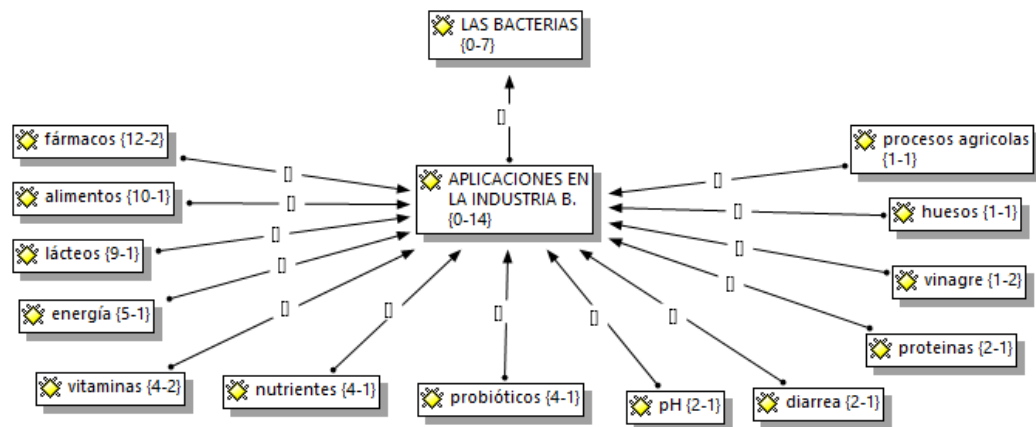 LAS BACTERIAS
{0-7}
fármacos {12-2}
procesos agricolas
{1-1}
APLICACIONES EN
LA INDUSTRIA B.
{0-14}
alimentos {10-1}
huesos {1-1}
lácteos {9-1}
vinagre {1-2}
energía {5-1}
proteinas {2-1}
vitaminas {4-2}
nutrientes {4-1}
probióticos {4-1}
pH {2-1}
diarrea {2-1}